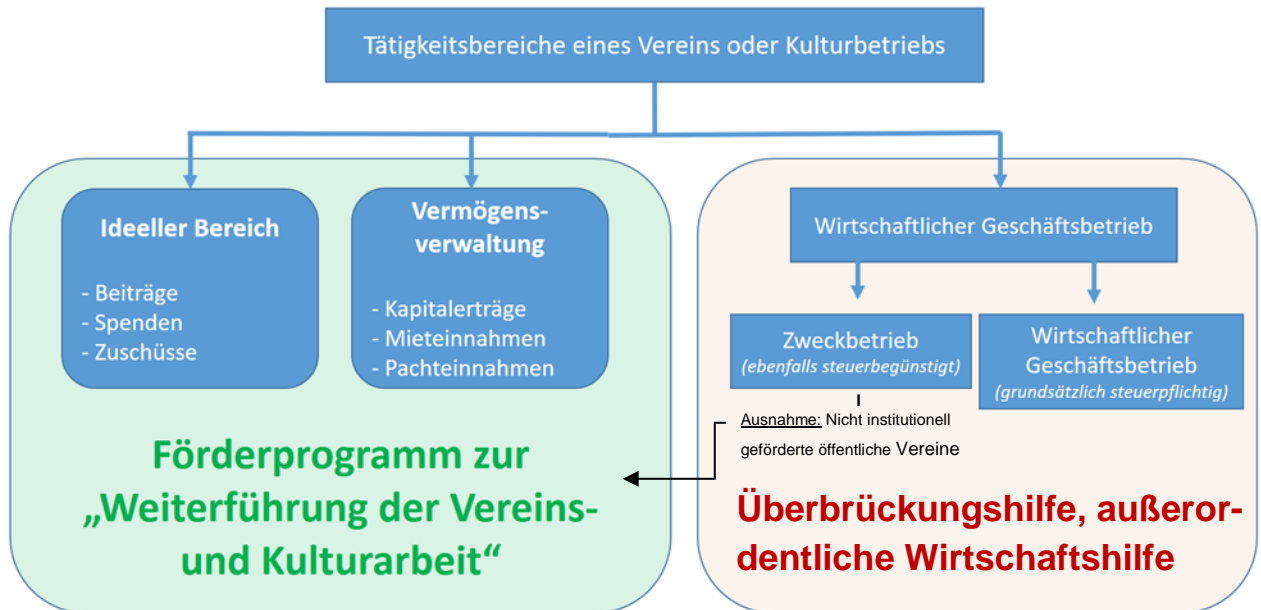 Tätigkeitsbereiche eines Vereins oder Kulturbetriebs
Ideeller Bereich
- Beiträge
- Spenden
- Zuschüsse
Vermögens-
verwaltung
- Kapitalerträge
- Mieteinnahmen
- Pachteinnahmen
Förderprogramm zur
„Weiterführung der Vereins-
und Kulturarbeit“
Wirtschaftlicher Geschäftsbetrieb
Zweckbetrieb
(ebenfalls steuerbegünstigt)
Wirtschaftlicher
Geschäftsbetrieb
(grundsätzlich steuerpflichtig)
Ausnahme: Nicht institutionell
geförderte öffentliche Vereine
Überbrückungshilfe, außeror-
dentliche Wirtschaftshilfe